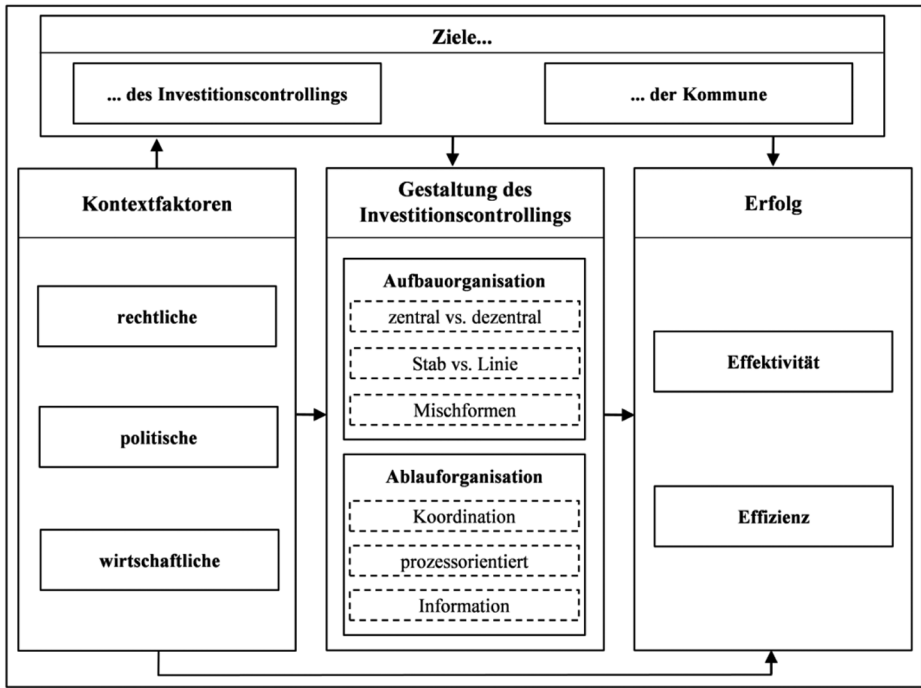 Ziele...
... des Investitionscontrollings
... der Kommune
Kontextfaktoren
rechtliche
politische
wirtschaftliche
Gestaltung des
Investitionscontrollings
Aufbauorganisation
zentral vs. dezentral
Stab vs. Linie
Mischformen
Ablauforganisation
Koordination
prozessorientiert
Information
Erfolg
Effektivität
Effizienz